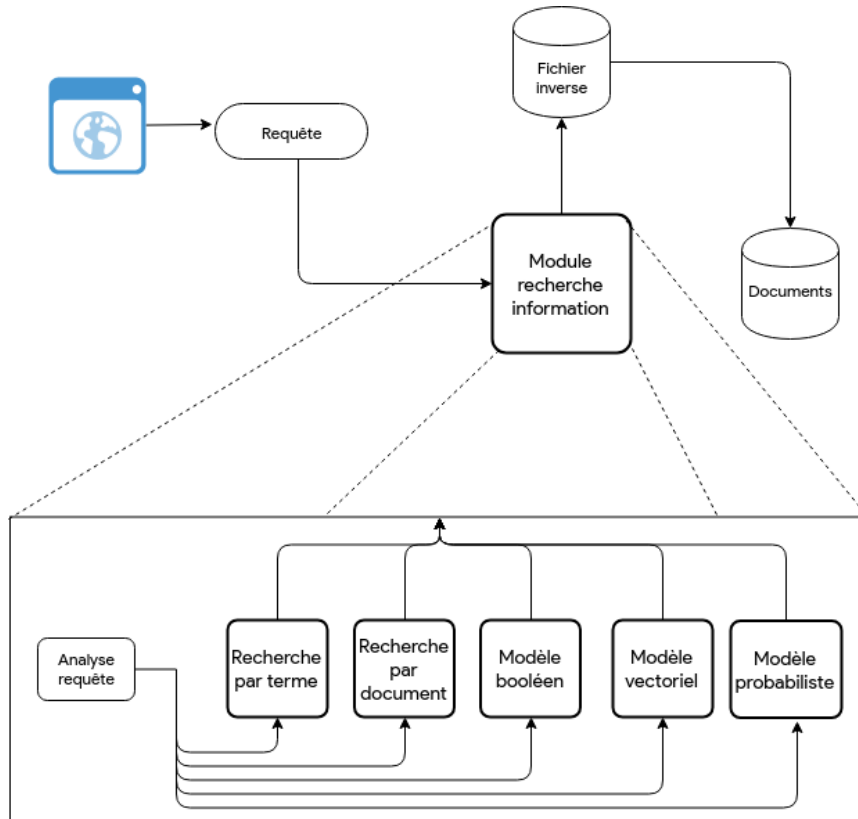 Fichier
inverse
Requête
Module
recherche
information
Documents
Analyse
requête
Recherche
par terme
Recherche
par
document
Modèle
booléen
Modèle
vectoriel
Modèle
probabiliste